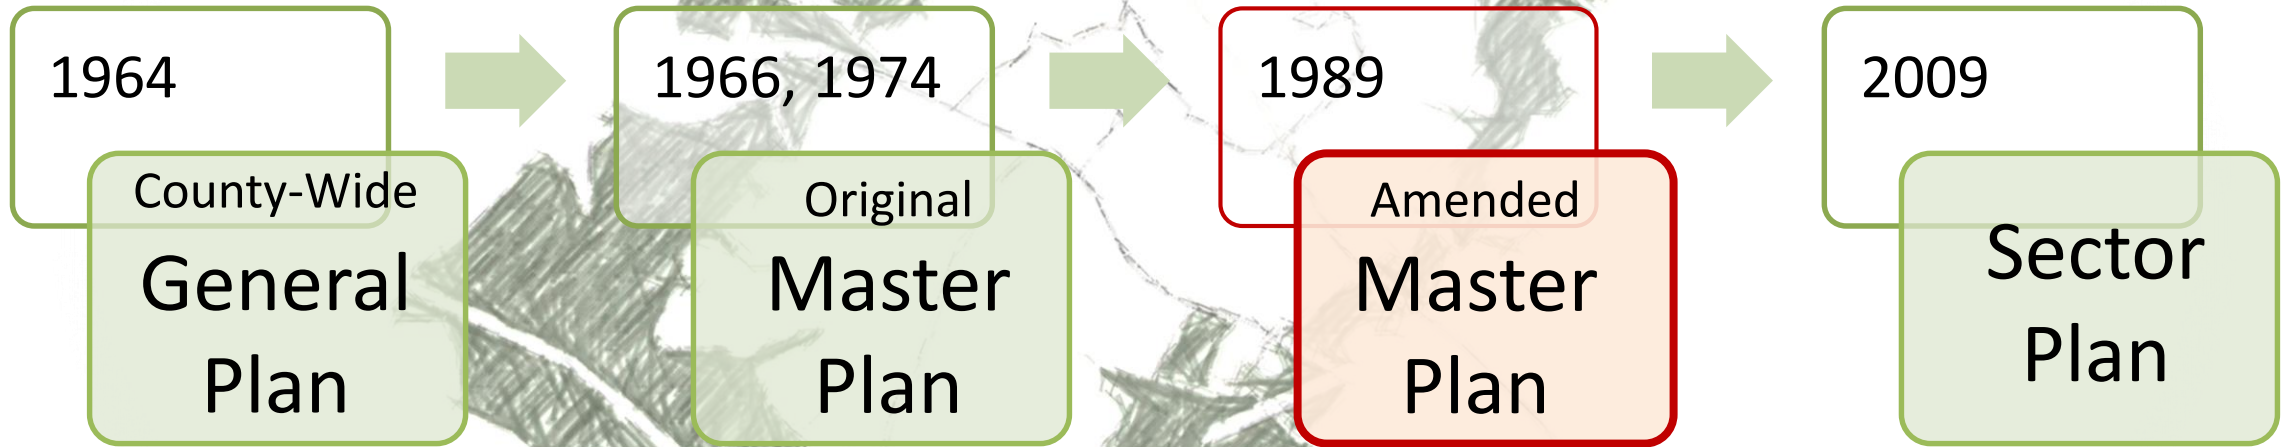 1964
County-Wide
General
Plan
1966, 1974
Original
Master
Plan
1989
Amended
Master
Plan
2009
Sector
Plan